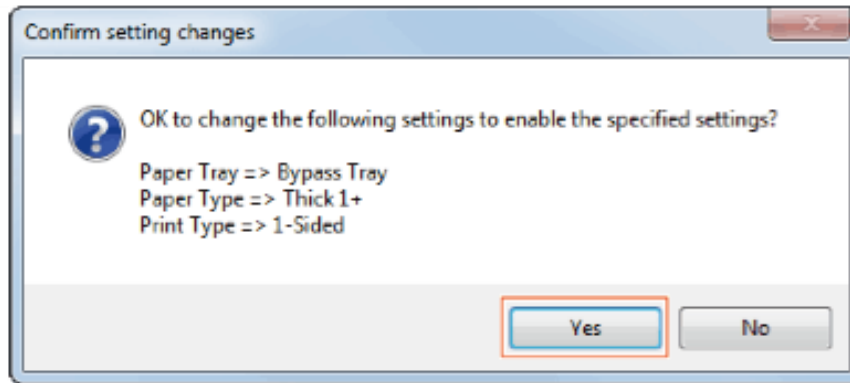 Confirm setting changes
OK to change the following settings to enable the specified settings?
Paper Tray => Bypass Tray
Paper Type => Thick 1+
Print Type => 1-Sided
Yes
No